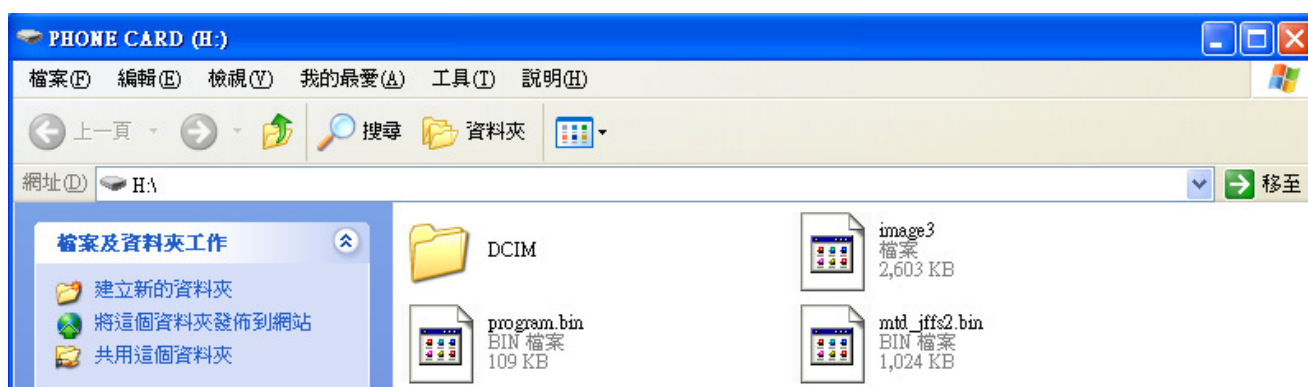 PHONE CARD (H:)
檔案(F) 編輯(E) 檢視(V) 我的最愛(A) 工具(T) 說明(H)
上一頁 搜尋 資料夾
網址(D) H:\ 移至
檔案及資料夾工作
建立新的資料夾
將這個資料夾發佈到網站
共用這個資料夾
DCIM
image3
檔案
2,603 KB
program.bin
BIN 檔案
109 KB
mtd_jffs2.bin
BIN 檔案
1,024 KB